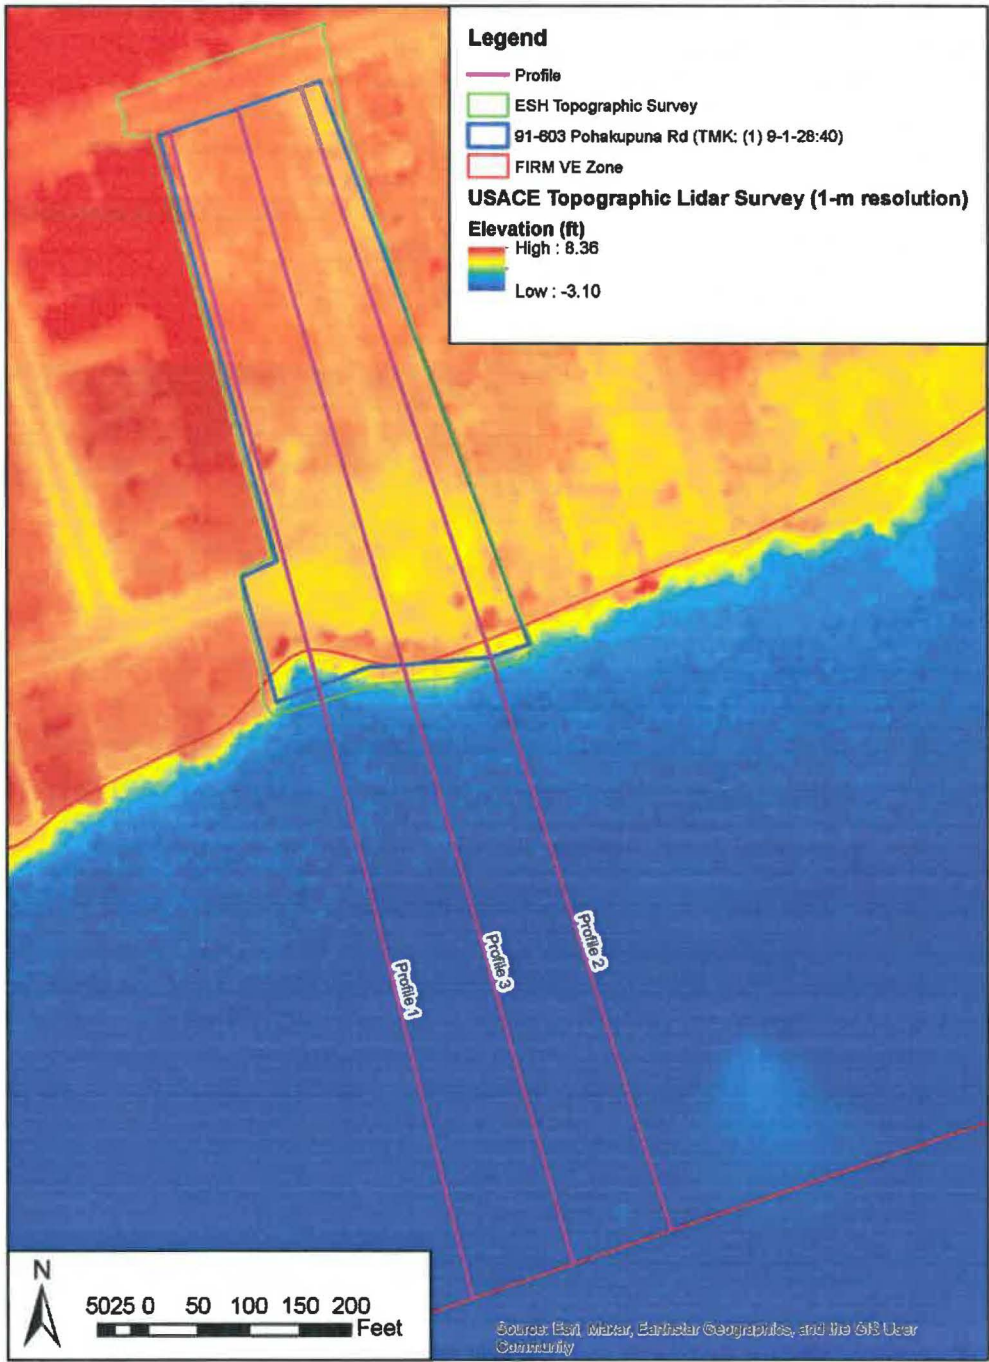 Legend
Profile
ESH Topographic Survey
91-603 Pohakupuna Rd (TMK: (1) 9-1-28:40)
FIRM VE Zone
USACE Topographic Lidar Survey (1-m resolution)
Elevation (ft)
High : 8.36
Low : -3.10
Profile 2
Profile 3
Profile 1
N
5025 0 50 100 150 200
Feet
Source: Esri, Maxar, Earthstar Geographics, and the GIS User
Community